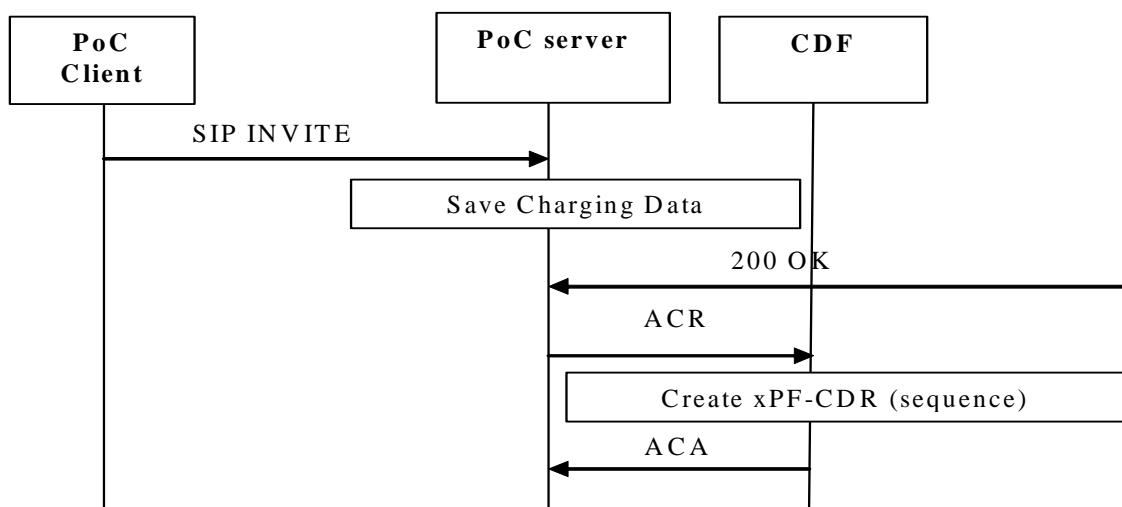 PoC
Client
PoC server
CDF
SIP INVITE
Save Charging Data
200 OK
ACR
Create xPF-CDR (sequence)
ACA